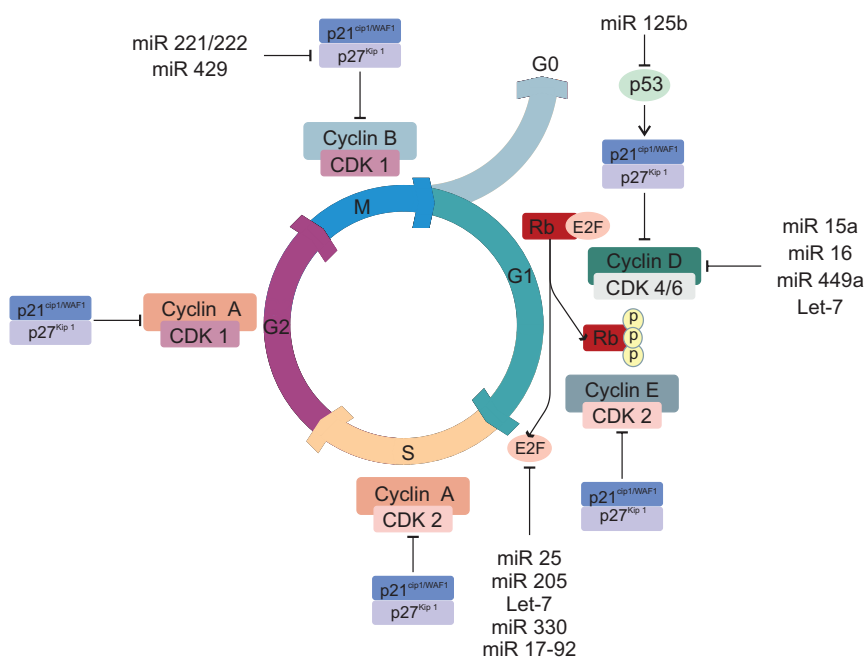 miR 221/222
miR 429
p21cip1/WAF1
p27Kip 1
Cyclin B
CDK 1
G0
miR 125b
p53
p21cip1/WAF1
p27Kip 1
Cyclin D
CDK 4/6
miR 15a
miR 16
miR 449a
Let-7
M
G1
S
G2
Rb
E2F
Rb
p
p
p
Cyclin E
CDK 2
p21cip1/WAF1
p27Kip 1
E2F
miR 25
miR 205
Let-7
miR 330
miR 17-92
Cyclin A
CDK 2
p21cip1/WAF1
p27Kip 1
p21cip1/WAF1
p27Kip 1
Cyclin A
CDK 1